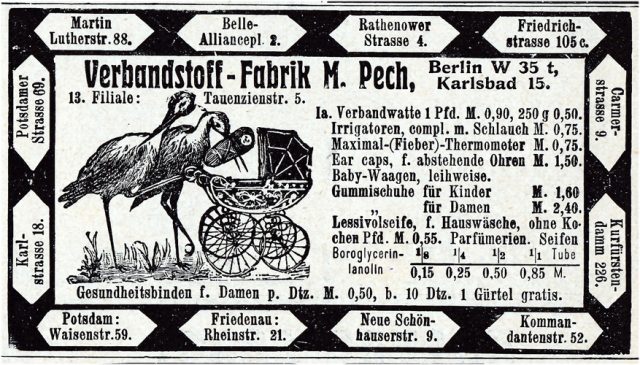 Martin
Lutherstr. 88.
Belle-
Alliancepl. 2.
Rathenower
Strasse 4.
Friedrich-
strasse 105 c.
Potsdamer
Strasse 69.
Karl-
strasse 18.
Verbandstoff-Fabrik M. Pech,
Berlin W 35 t,
Karlsbad 15.
13. Filiale: Tauenzienstr. 5.
Ia. Verbandwatte 1 Pfd. M. 0,90, 250 g 0,50.
Irrigatoren, compl. m. Schlauch M. 0,75.
Maximal-(Fieber)-Thermometer M. 0,75.
Ear caps, f. abstehende Ohren M. 1,50.
Baby-Waagen, leihweise.
Gummischuhe für Kinder M. 1,60
„ für Damen M. 2,40.
Lessivolseife, f. Hauswäsche, ohne Ko-
chen Pfd. M. 0,55. Parfümerien. Seifen
Boroglycerin- 1/8 1/4 1/2 1/1 Tube
lanolin 0,15 0,25 0,50 0,85 M.
Gesundheitsbinden f. Damen p. Dtz. M. 0,50, b. 10 Dtz. 1 Gürtel gratis.
Carmer-
strasse 9.
Kurfürsten-
damm 226.
Potsdam:
Waisenstr. 59.
Friedenau:
Rheinstr. 21.
Neue Schön-
hauserstr. 9.
Komman-
dantenstr. 52.